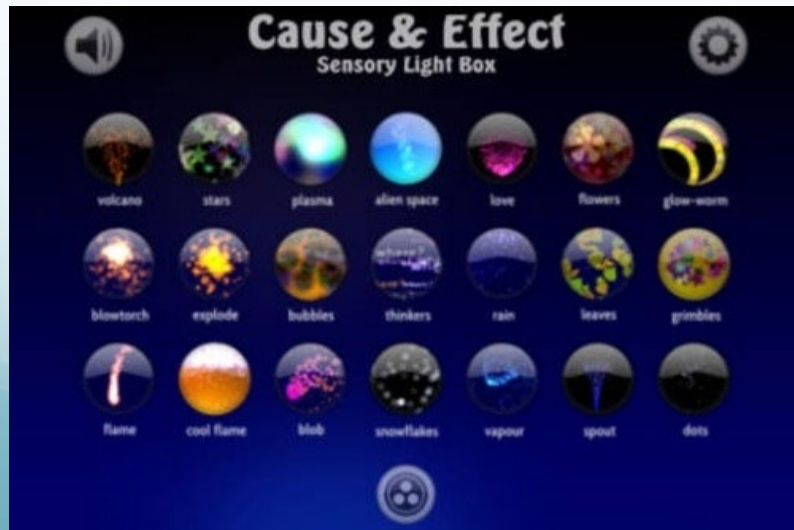 Cause & Effect
Sensory Light Box
volcano stars plasma alien space love flowers glow-worm
where?
blowtorch explode bubbles thinkers rain leaves grimbles
flame cool flame blob snowflakes vapour spout dots